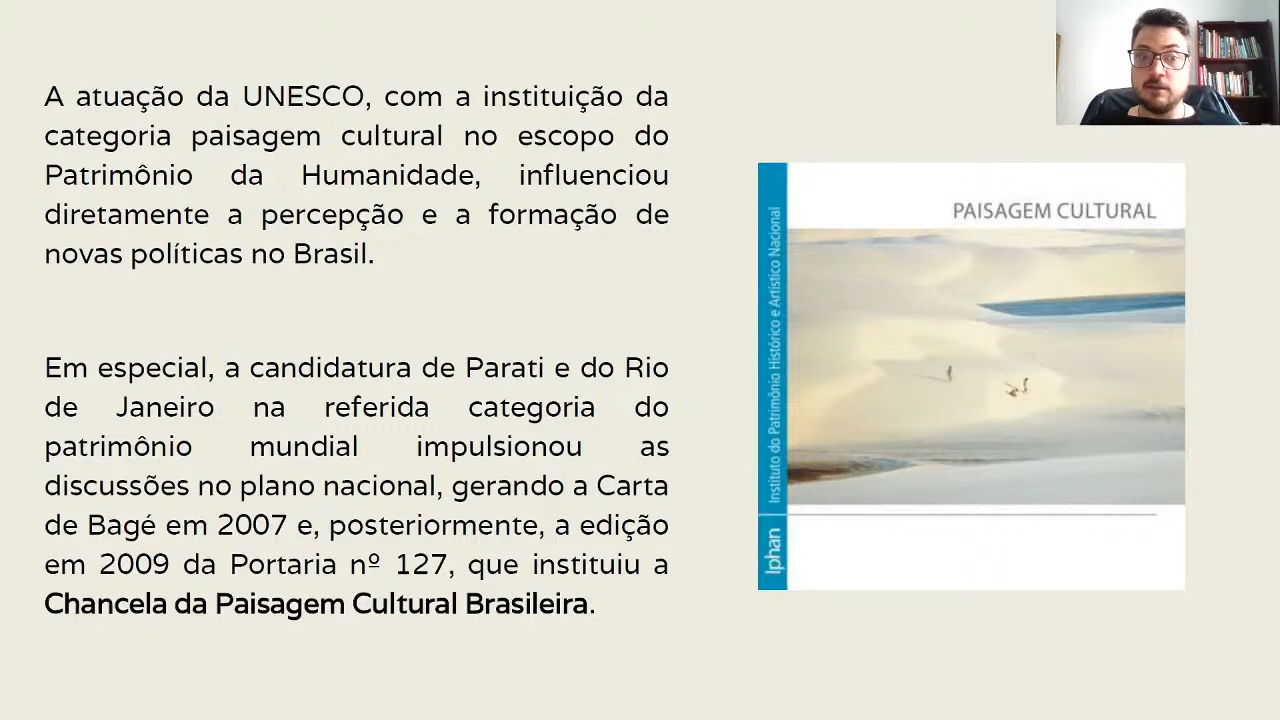 A atuação da UNESCO, com a instituição da
categoria paisagem cultural no escopo do
Patrimônio da Humanidade, influenciou
diretamente a percepção e a formação de
novas políticas no Brasil.
Em especial, a candidatura de Parati e do Rio
de Janeiro na referida categoria do
patrimônio mundial impulsionou as
discussões no plano nacional, gerando a Carta
de Bagé em 2007 e, posteriormente, a edição
em 2009 da Portaria nº 127, que instituiu a
Chancela da Paisagem Cultural Brasileira.
PAISAGEM CULTURAL
Instituto do Patrimônio Histórico e Artístico Nacional
Iphan